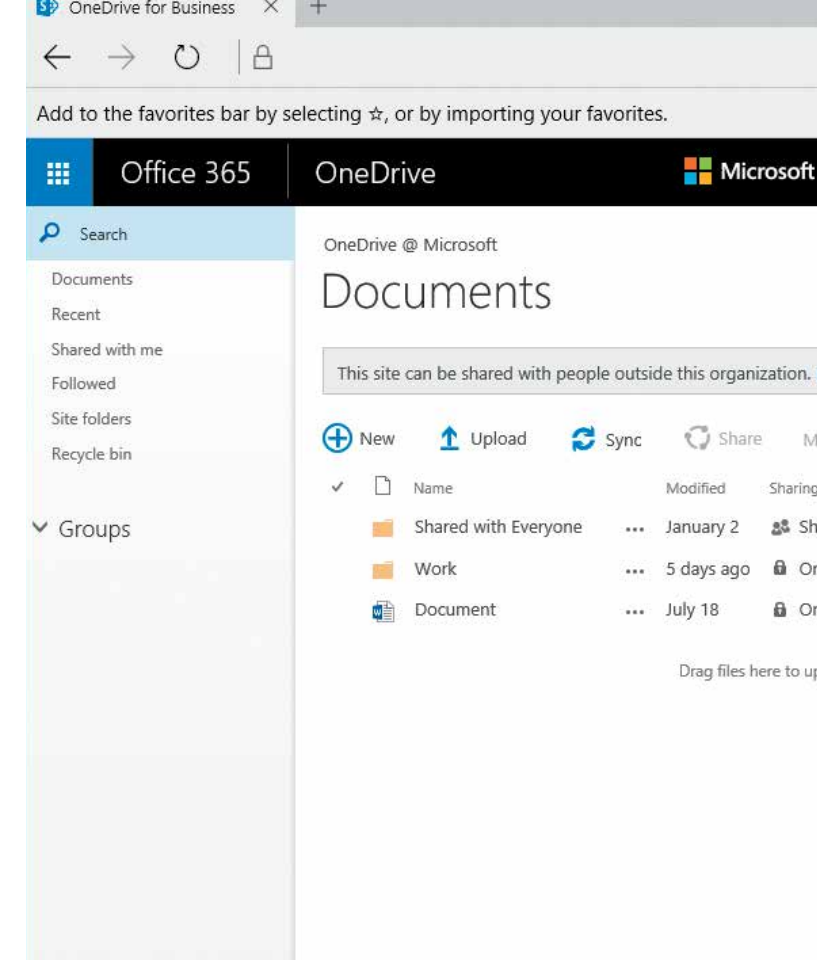 OneDrive for Business
Add to the favorites bar by selecting ☆, or by importing your favorites.
Office 365 OneDrive Microsoft
Search
Documents
Recent
Shared with me
Followed
Site folders
Recycle bin
Groups
OneDrive @ Microsoft
Documents
This site can be shared with people outside this organization.
New Upload Sync Share M
Name Modified Sharing
Shared with Everyone ... January 2 Sh
Work ... 5 days ago
Document ... July 18
Drag files here to up